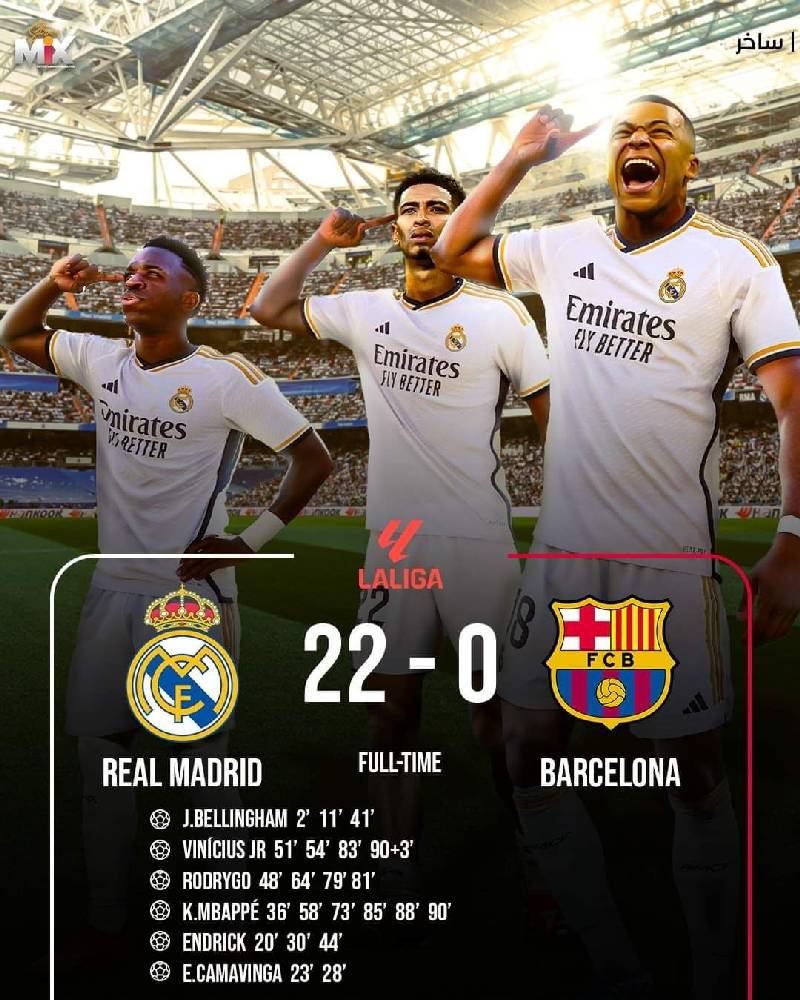 MiX
ساخر |
Emirates
FLY BETTER
Emirates
FLY BETTER
Emirates
FLY BETTER
HANKOOK
LALIGA
22 - 0
FCB
REAL MADRID
FULL-TIME
BARCELONA
J.BELLINGHAM 2' 11' 41'
VINÍCIUS JR 51' 54' 83' 90+3'
RODRYGO 48' 64' 79' 81'
K.MBAPPÉ 36' 58' 73' 85' 88' 90'
ENDRICK 20' 30' 44'
E.CAMAVINGA 23' 28'